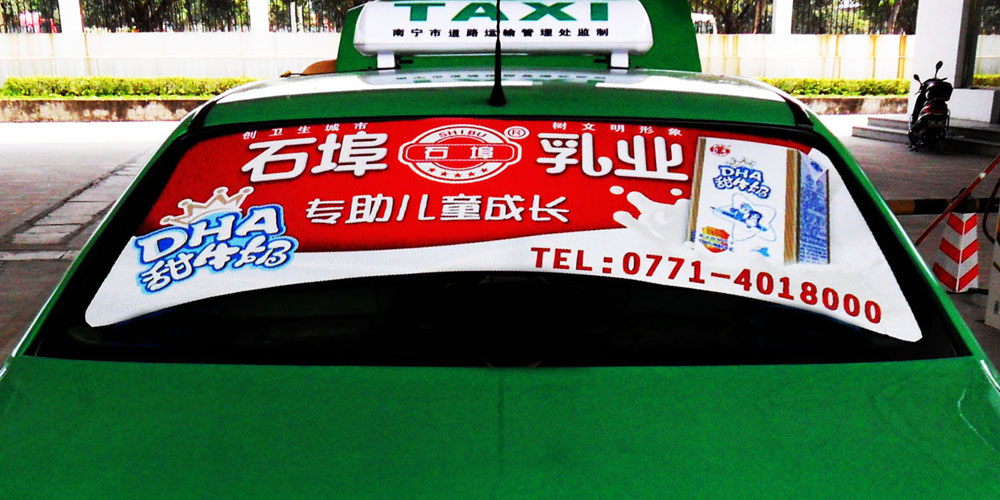 TAXI
南宁市道路运输管理处监制
创卫生城市 树文明形象
石埠 SHIBU 石埠 ® 乳业
专助儿童成长
DHA
甜牛奶
DHA
甜牛奶
TEL:0771-4018000